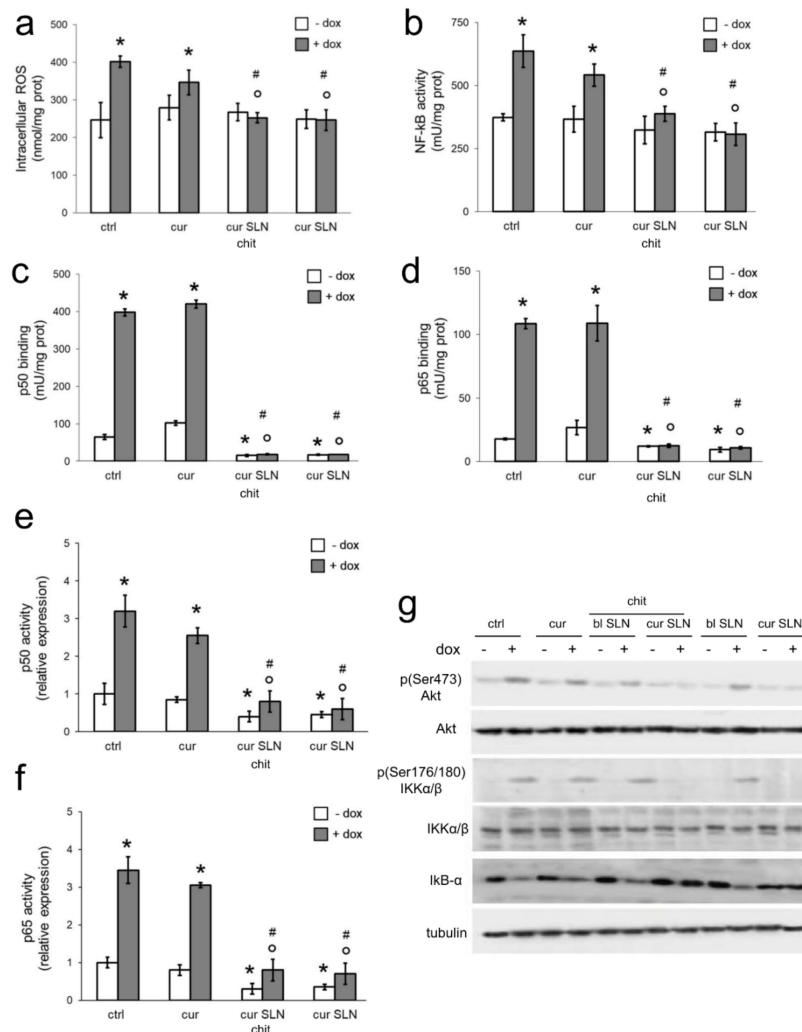 a
Intracerllular ROS
(nmol/mg prot)
500
400
300
200
100
0
- dox
+ dox
*
*
#
#
ctrl
cur
cur SLN
cur SLN
chit
b
NF-kB activity
(mU/mg prot)
750
500
250
0
- dox
+ dox
*
*
#
#
ctrl
cur
cur SLN
cur SLN
chit
c
p50 binding
(mU/mg prot)
500
400
300
200
100
0
- dox
+ dox
*
*
#
#
*
*
ctrl
cur
cur SLN
cur SLN
chit
d
p65 binding
(mU/mg prot)
150
100
50
0
- dox
+ dox
*
*
#
#
*
*
ctrl
cur
cur SLN
cur SLN
chit
e
p50 activity
(relative expression)
5
4
3
2
1
0
- dox
+ dox
*
*
#
#
*
*
ctrl
cur
cur SLN
cur SLN
chit
f
p65 activity
(relative expression)
5
4
3
2
1
0
- dox
+ dox
*
*
#
#
*
*
ctrl
cur
cur SLN
cur SLN
chit
g
chit
ctrl cur bl SLN cur SLN bl SLN cur SLN
dox - + - + - + - + - + - +
p(Ser473)
Akt
Akt
p(Ser176/180)
IKKα/β
IKKα/β
IkB-α
tubulin